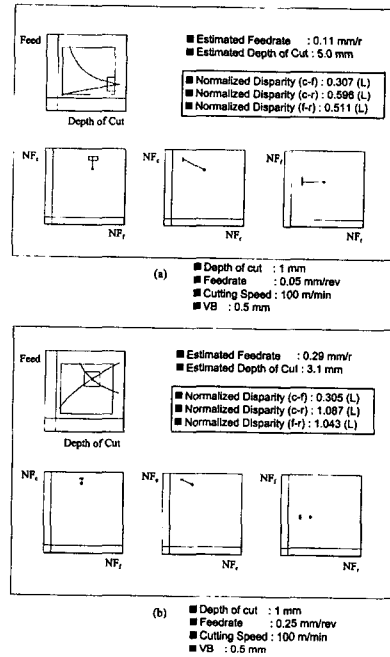 Feed
Depth of Cut
■ Estimated Feedrate : 0.11 mm/r
■ Estimated Depth of Cut : 5.0 mm
■ Normalized Disparity (c-f) : 0.307 (L)
■ Normalized Disparity (c-r) : 0.596 (L)
■ Normalized Disparity (f-r) : 0.511 (L)
NFc NFf
NFc NFr
NFf NFr
(a)
■ Depth of cut : 1 mm
■ Feedrate : 0.05 mm/rev
■ Cutting Speed : 100 m/min
■ VB : 0.5 mm
Feed
Depth of Cut
■ Estimated Feedrate : 0.29 mm/r
■ Estimated Depth of Cut : 3.1 mm
■ Normalized Disparity (c-f) : 0.305 (L)
■ Normalized Disparity (c-r) : 1.087 (L)
■ Normalized Disparity (f-r) : 1.043 (L)
NFc NFf
NFc NFr
NFf NFr
(b)
■ Depth of cut : 1 mm
■ Feedrate : 0.25 mm/rev
■ Cutting Speed : 100 m/min
■ VB : 0.5 mm